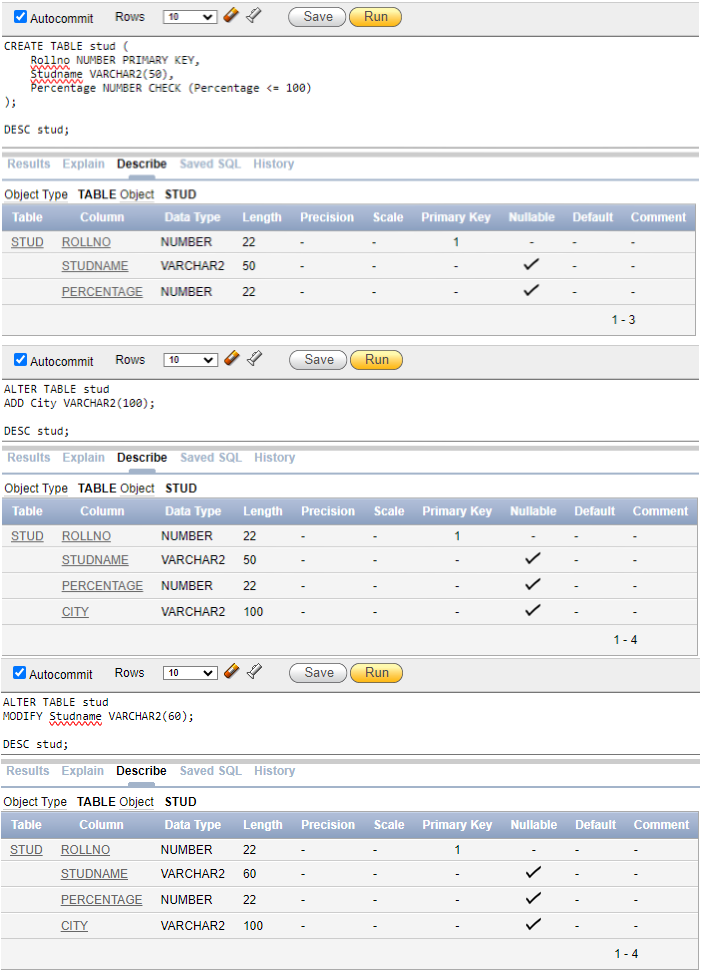 Autocommit Rows 10 Save Run
CREATE TABLE stud (
    Rollno NUMBER PRIMARY KEY,
    Studname VARCHAR2(50),
    Percentage NUMBER CHECK (Percentage <= 100)
);
DESC stud;
Results Explain Describe Saved SQL History
Object Type TABLE Object STUD
Table Column Data Type Length Precision Scale Primary Key Nullable Default Comment
STUD ROLLNO NUMBER 22 - - 1 - - -
STUDNAME VARCHAR2 50 - - - ✓ - -
PERCENTAGE NUMBER 22 - - - ✓ - -
1 - 3
Autocommit Rows 10 Save Run
ALTER TABLE stud
ADD City VARCHAR2(100);
DESC stud;
Results Explain Describe Saved SQL History
Object Type TABLE Object STUD
Table Column Data Type Length Precision Scale Primary Key Nullable Default Comment
STUD ROLLNO NUMBER 22 - - 1 - - -
STUDNAME VARCHAR2 50 - - - ✓ - -
PERCENTAGE NUMBER 22 - - - ✓ - -
CITY VARCHAR2 100 - - - ✓ - -
1 - 4
Autocommit Rows 10 Save Run
ALTER TABLE stud
MODIFY Studname VARCHAR2(60);
DESC stud;
Results Explain Describe Saved SQL History
Object Type TABLE Object STUD
Table Column Data Type Length Precision Scale Primary Key Nullable Default Comment
STUD ROLLNO NUMBER 22 - - 1 - - -
STUDNAME VARCHAR2 60 - - - ✓ - -
PERCENTAGE NUMBER 22 - - - ✓ - -
CITY VARCHAR2 100 - - - ✓ - -
1 - 4